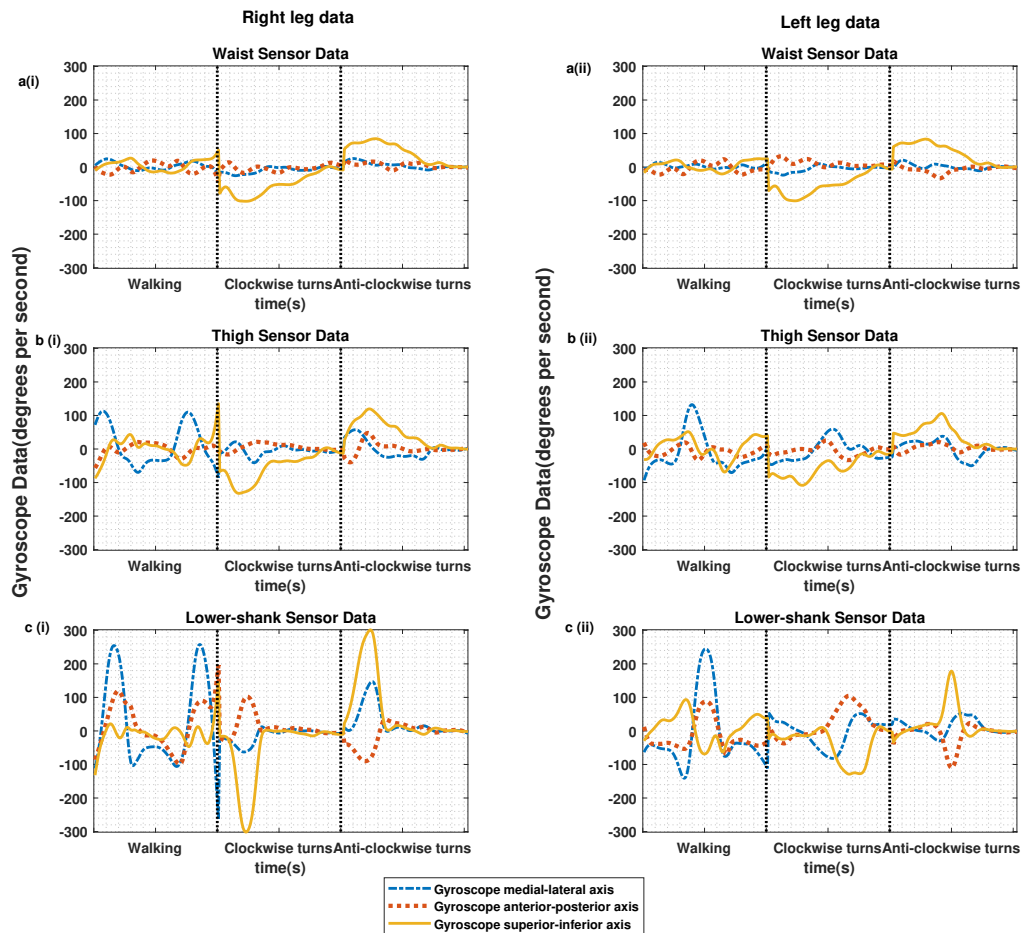 Right leg data
Left leg data
Waist Sensor Data
Waist Sensor Data
a(i)
a(ii)
300
200
100
0
-100
-200
-300
300
200
100
0
-100
-200
-300
Walking Clockwise turns Anti-clockwise turns
time(s)
Walking Clockwise turns Anti-clockwise turns
time(s)
Gyroscope Data(degrees per second)
Gyroscope Data(degrees per second)
Thigh Sensor Data
Thigh Sensor Data
b (i)
b (ii)
300
200
100
0
-100
-200
-300
300
200
100
0
-100
-200
-300
Walking Clockwise turns Anti-clockwise turns
time(s)
Walking Clockwise turns Anti-clockwise turns
time(s)
Lower-shank Sensor Data
Lower-shank Sensor Data
c (i)
c (ii)
300
200
100
0
-100
-200
-300
300
200
100
0
-100
-200
-300
Walking Clockwise turns Anti-clockwise turns
time(s)
Walking Clockwise turns Anti-clockwise turns
time(s)
Gyroscope medial-lateral axis
Gyroscope anterior-posterior axis
Gyroscope superior-inferior axis